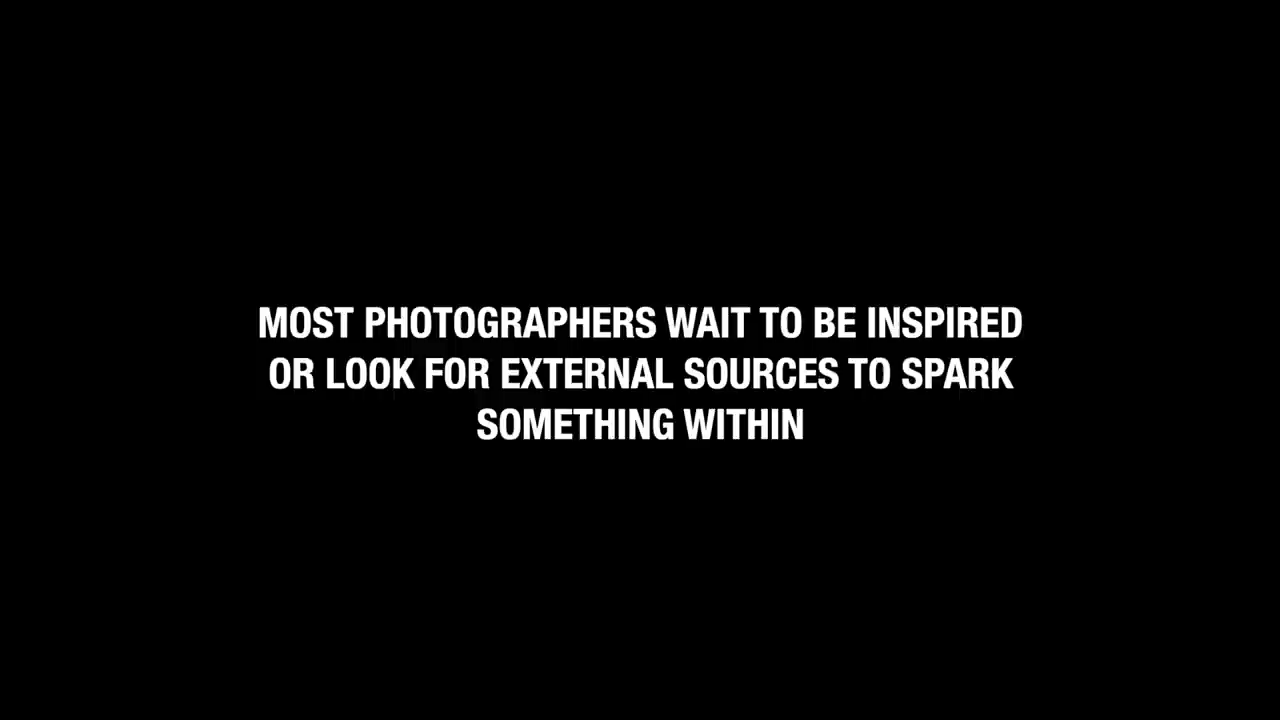 MOST PHOTOGRAPHERS WAIT TO BE INSPIRED
OR LOOK FOR EXTERNAL SOURCES TO SPARK
SOMETHING WITHIN